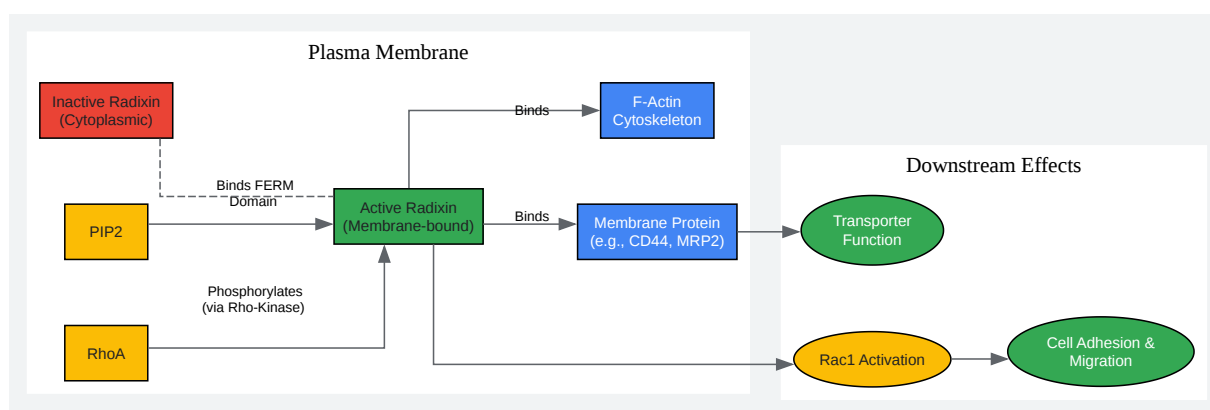 Plasma Membrane
Inactive Radixin
(Cytoplasmic)
Binds
F-Actin
Cytoskeleton
Downstream Effects
Binds FERM
Domain
PIP2
Active Radixin
(Membrane-bound)
Binds
Membrane Protein
(e.g., CD44, MRP2)
Transporter
Function
Phosphorylates
(via Rho-Kinase)
RhoA
Rac1 Activation
Cell Adhesion &
Migration